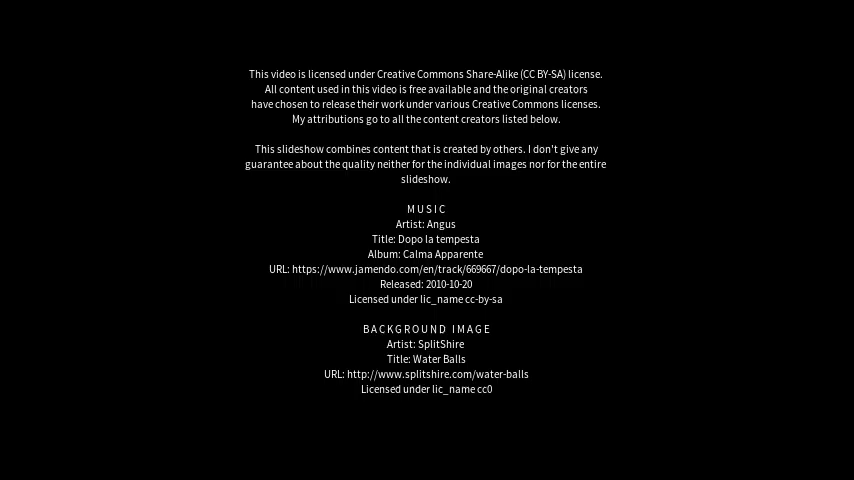 This video is licensed under Creative Commons Share-Alike (CC BY-SA) license.
All content used in this video is free available and the original creators
have chosen to release their work under various Creative Commons licenses.
My attributions go to all the content creators listed below.
This slideshow combines content that is created by others. I don't give any
guarantee about the quality neither for the individual images nor for the entire
slideshow.
MUSIC
Artist: Angus
Title: Dopo la tempesta
Album: Calma Apparente
URL: https://www.jamendo.com/en/track/669667/dopo-la-tempesta
Released: 2010-10-20
Licensed under lic_name cc-by-sa
BACKGROUND IMAGE
Artist: SplitShire
Title: Water Balls
URL: http://www.splitshire.com/water-balls
Licensed under lic_name cc0